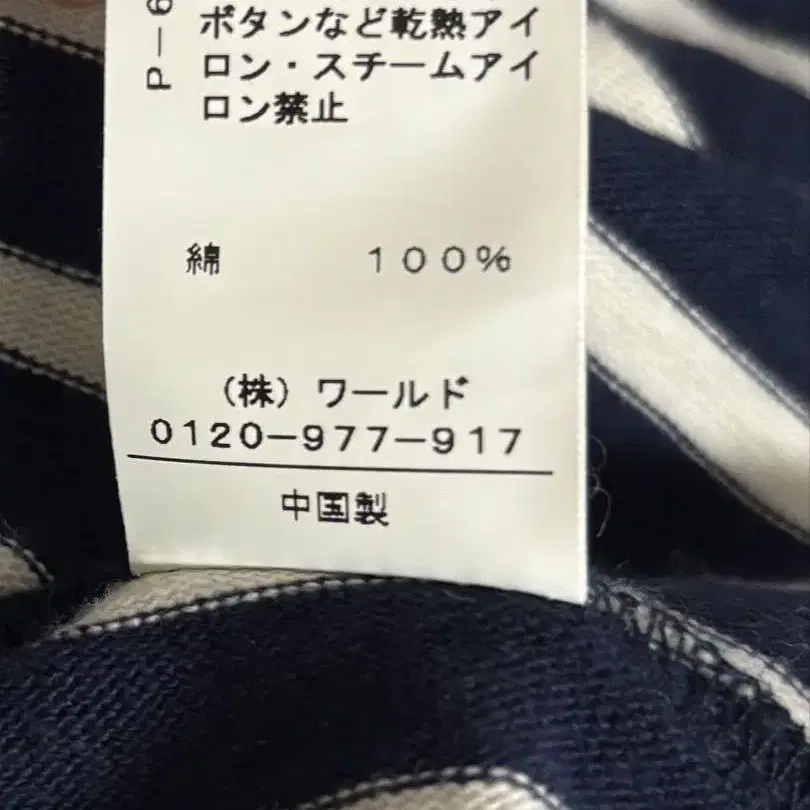 P－6
ボタンなど乾熱アイ
ロン・スチームアイ
ロン禁止
綿 １００％
（株）ワールド
０１２０－９７７－９１７
中国製